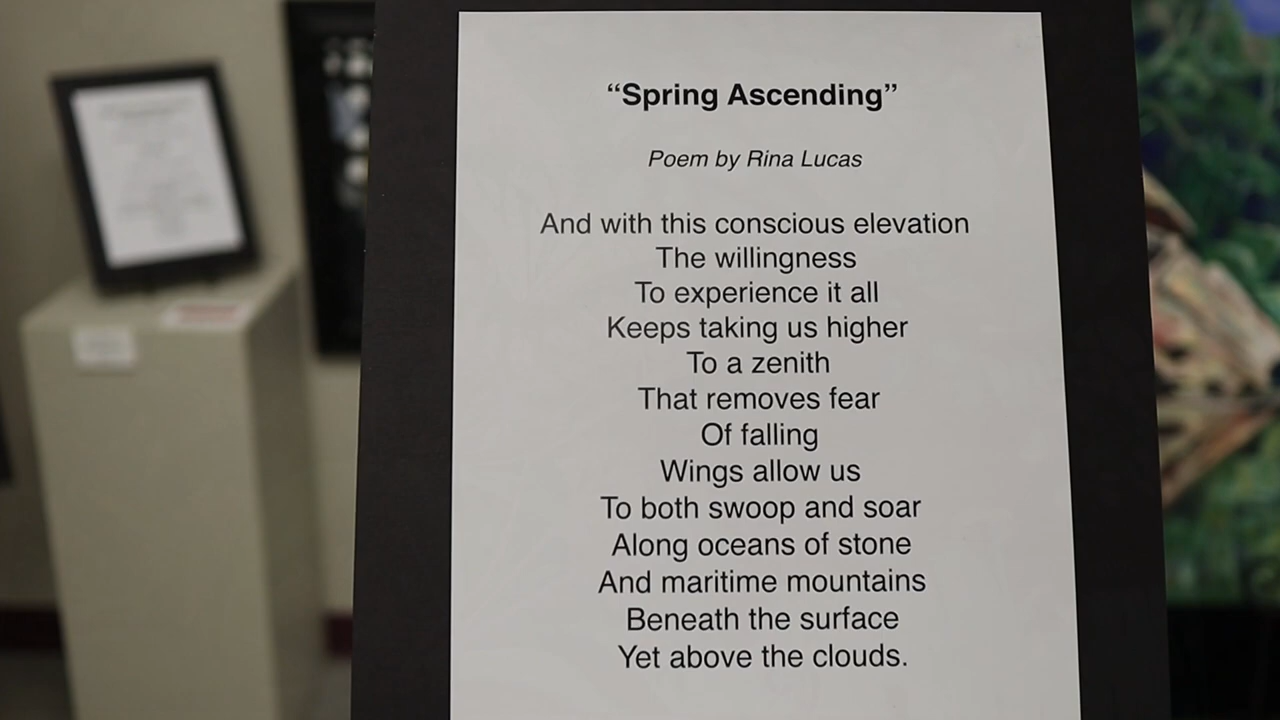 “Spring Ascending”
Poem by Rina Lucas
And with this conscious elevation
The willingness
To experience it all
Keeps taking us higher
To a zenith
That removes fear
Of falling
Wings allow us
To both swoop and soar
Along oceans of stone
And maritime mountains
Beneath the surface
Yet above the clouds.